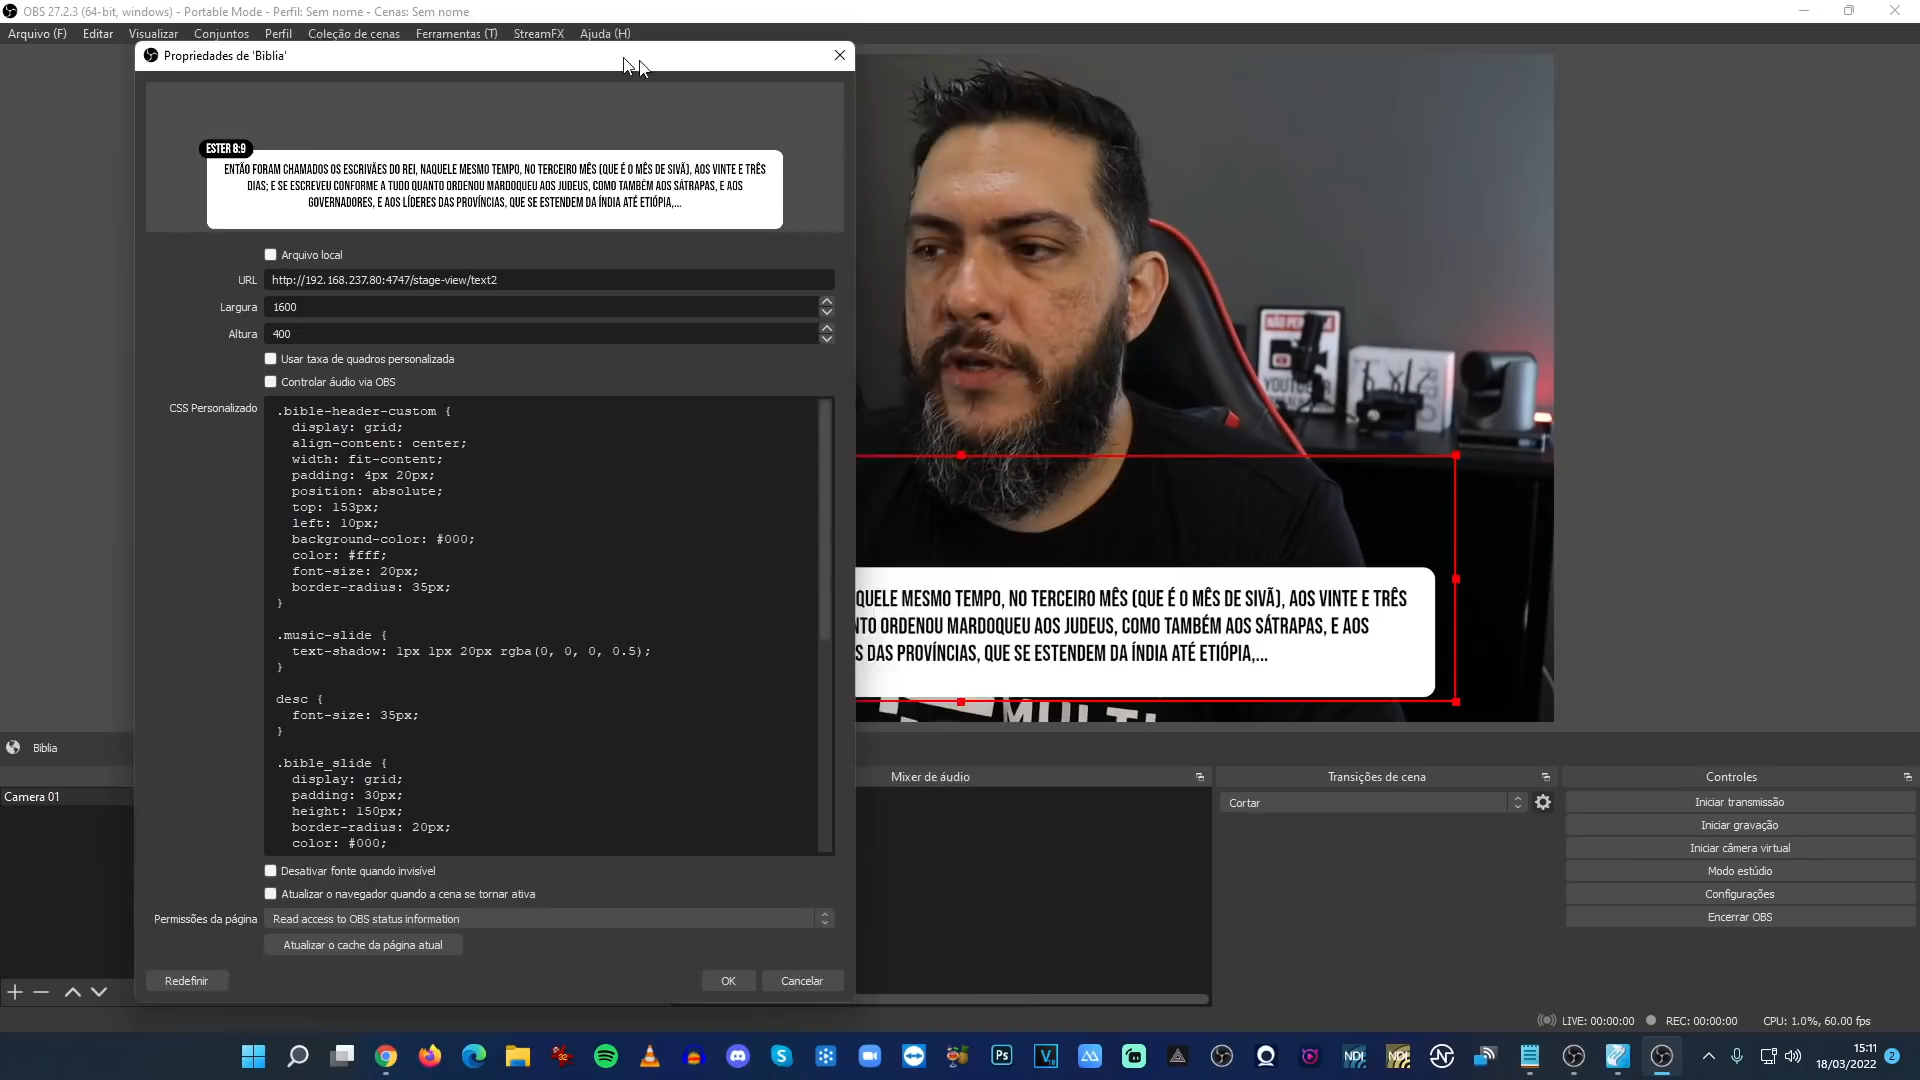 OBS 27.2.3 (64-bit, windows) - Portable Mode - Perfil: Sem nome - Cenas: Sem nome
Arquivo (F) Editar Visualizar Conjuntos Perfil Coleção de cenas Ferramentas (T) StreamFX Ajuda (H)
Propriedades de 'Biblia'
ESTER 8:9
ENTÃO FORAM CHAMADOS OS ESCRIVÃES DO REI, NAQUELE MESMO TEMPO, NO TERCEIRO MÊS (QUE É O MÊS DE SIVÃ), AOS VINTE E TRÊS
DIAS; E SE ESCREVEU CONFORME A TUDO QUANTO ORDENOU MARDOQUEU AOS JUDEUS, COMO TAMBÉM AOS SÁTRAPAS, E AOS
GOVERNADORES, E AOS LÍDERES DAS PROVÍNCIAS, QUE SE ESTENDEM DA ÍNDIA ATÉ ETIÓPIA,...
Arquivo local
URL http://192.168.237.80:4747/stage-view/text2
Largura 1600
Altura 400
Usar taxa de quadros personalizada
Controlar áudio via OBS
CSS Personalizado
.bible-header-custom {
display: grid;
align-content: center;
width: fit-content;
padding: 4px 20px;
position: absolute;
top: 153px;
left: 10px;
background-color: #000;
color: #fff;
font-size: 20px;
border-radius: 35px;
}
.music-slide {
text-shadow: 1px 1px 20px rgba(0, 0, 0, 0.5);
}
desc {
font-size: 35px;
}
.bible_slide {
display: grid;
padding: 30px;
height: 150px;
border-radius: 20px;
color: #000;
Desativar fonte quando invisível
Atualizar o navegador quando a cena se tornar ativa
Permissões da página Read access to OBS status information
Atualizar o cache da página atual
Redefinir OK Cancelar
QUELE MESMO TEMPO, NO TERCEIRO MÊS (QUE É O MÊS DE SIVÃ), AOS VINTE E TRÊS
NTO ORDENOU MARDOQUEU AOS JUDEUS, COMO TAMBÉM AOS SÁTRAPAS, E AOS
S DAS PROVÍNCIAS, QUE SE ESTENDEM DA ÍNDIA ATÉ ETIÓPIA,...
MULTI
Biblia
Camera 01
Mixer de áudio
Transições de cena
Cortar
Controles
Iniciar transmissão
Iniciar gravação
Iniciar câmera virtual
Modo estúdio
Configurações
Encerrar OBS
LIVE: 00:00:00 REC: 00:00:00 CPU: 1.0%, 60.00 fps
Ps
NDI
NDI
15:11
18/03/2022
2